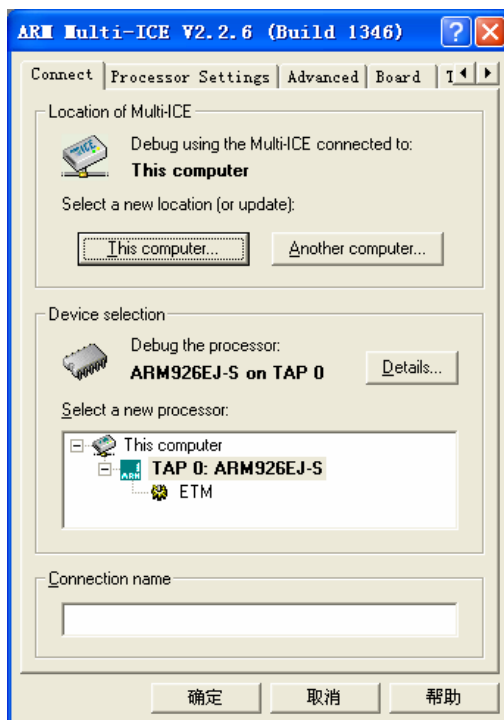 ARM Multi-ICE V2.2.6 (Build 1346)
Connect Processor Settings Advanced Board
Location of Multi-ICE
Debug using the Multi-ICE connected to:
This computer
Select a new location (or update):
This computer... Another computer...
Device selection
Debug the processor:
ARM926EJ-S on TAP 0
Details...
Select a new processor:
This computer
TAP 0: ARM926EJ-S
ETM
Connection name
确定 取消 帮助